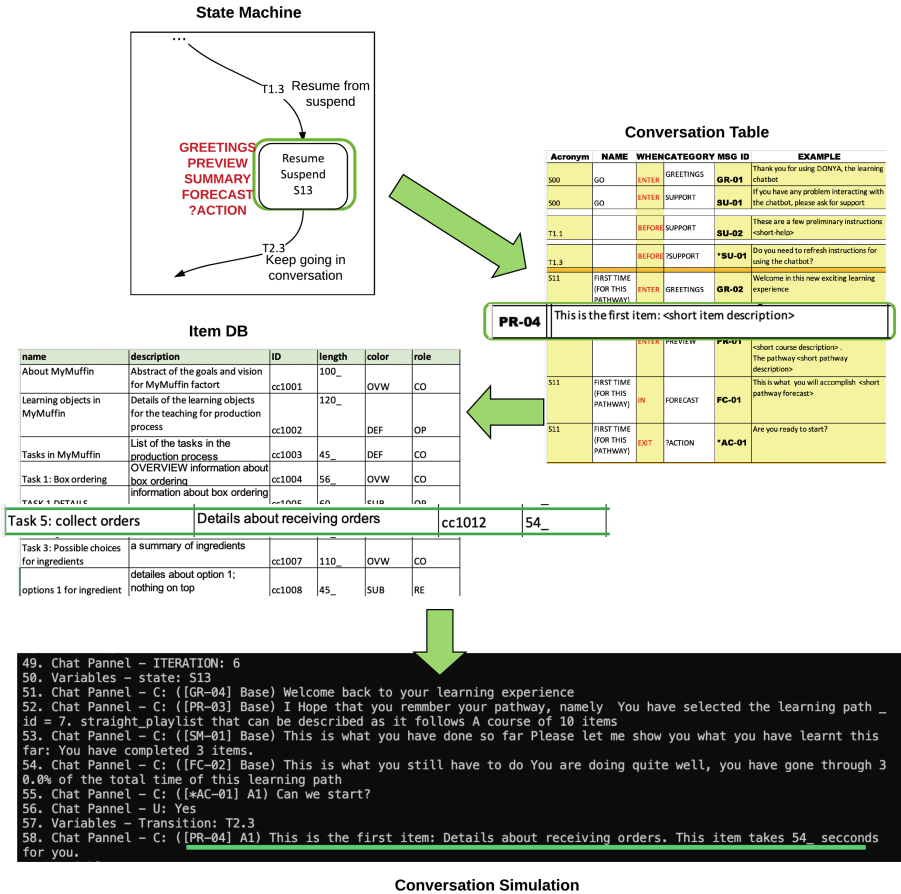 State Machine
...
T1.3 Resume from
suspend
GREETINGS
PREVIEW
SUMMARY
FORECAST
?ACTION
Resume
Suspend
S13
T2.3
Keep going in
conversation
Conversation Table
Acronym NAME WHEN CATEGORY MSG ID EXAMPLE
S00 GO ENTER GREETINGS GR-01 Thank you for using DONYA, the learning
chatbot
S00 GO ENTER SUPPORT SU-01 If you have any problem interacting with
the chatbot, please ask for support
T1.1 BEFORE SUPPORT SU-02 These are a few preliminary instructions
<short-help>
T1.3 BEFORE ?SUPPORT *SU-01 Do you need to refresh instructions for
using the chatbot?
S11 FIRST TIME
(FOR THIS
PATHWAY) ENTER GREETINGS GR-02 Welcome in this new exciting learning
experience
PR-04 This is the first item: <short item description>
ENTER PREVIEW PR-01 <short course description> .
The pathway <short pathway
description>
S11 FIRST TIME
(FOR THIS
PATHWAY) IN FORECAST FC-01 This is what you will accomplish <short
pathway forecast>
S11 FIRST TIME
(FOR THIS
PATHWAY) EXIT ?ACTION *AC-01 Are you ready to start?
Item DB
name description ID length color role
About MyMuffin Abstract of the goals and vision
for MyMuffin factort cc1001 100_ OVW CO
Learning objects in
MyMuffin Details of the learning objects
for the teaching for production
process cc1002 120_ DEF OP
Tasks in MyMuffin List of the tasks in the
production process cc1003 45_ DEF CO
Task 1: Box ordering OVERVIEW information about
box ordering cc1004 56_ OVW CO
TASK 1 DETAILS information about box ordering cc1005 60_ SUB OP
Task 5: collect orders Details about receiving orders cc1012 54_
Task 3: Possible choices
for ingredients a summary of ingredients cc1007 110_ OVW CO
options 1 for ingredient detailes about option 1;
nothing on top cc1008 45_ SUB RE
49. Chat Pannel – ITERATION: 6
50. Variables – state: S13
51. Chat Pannel – C: ([GR-04] Base) Welcome back to your learning experience
52. Chat Pannel – C: ([PR-03] Base) I Hope that you remmber your pathway, namely You have selected the learning path _
id = 7. straight_playlist that can be described as it follows A course of 10 items
53. Chat Pannel – C: ([SM-01] Base) This is what you have done so far Please let me show you what you have learnt this
far: You have completed 3 items.
54. Chat Pannel – C: ([FC-02] Base) This is what you still have to do You are doing quite well, you have gone through 3
0.0% of the total time of this learning path
55. Chat Pannel – C: ([*AC-01] A1) Can we start?
56. Chat Pannel – U: Yes
57. Variables – Transition: T2.3
58. Chat Pannel – C: ([PR-04] A1) This is the first item: Details about receiving orders. This item takes 54_ secconds
for you.
Conversation Simulation